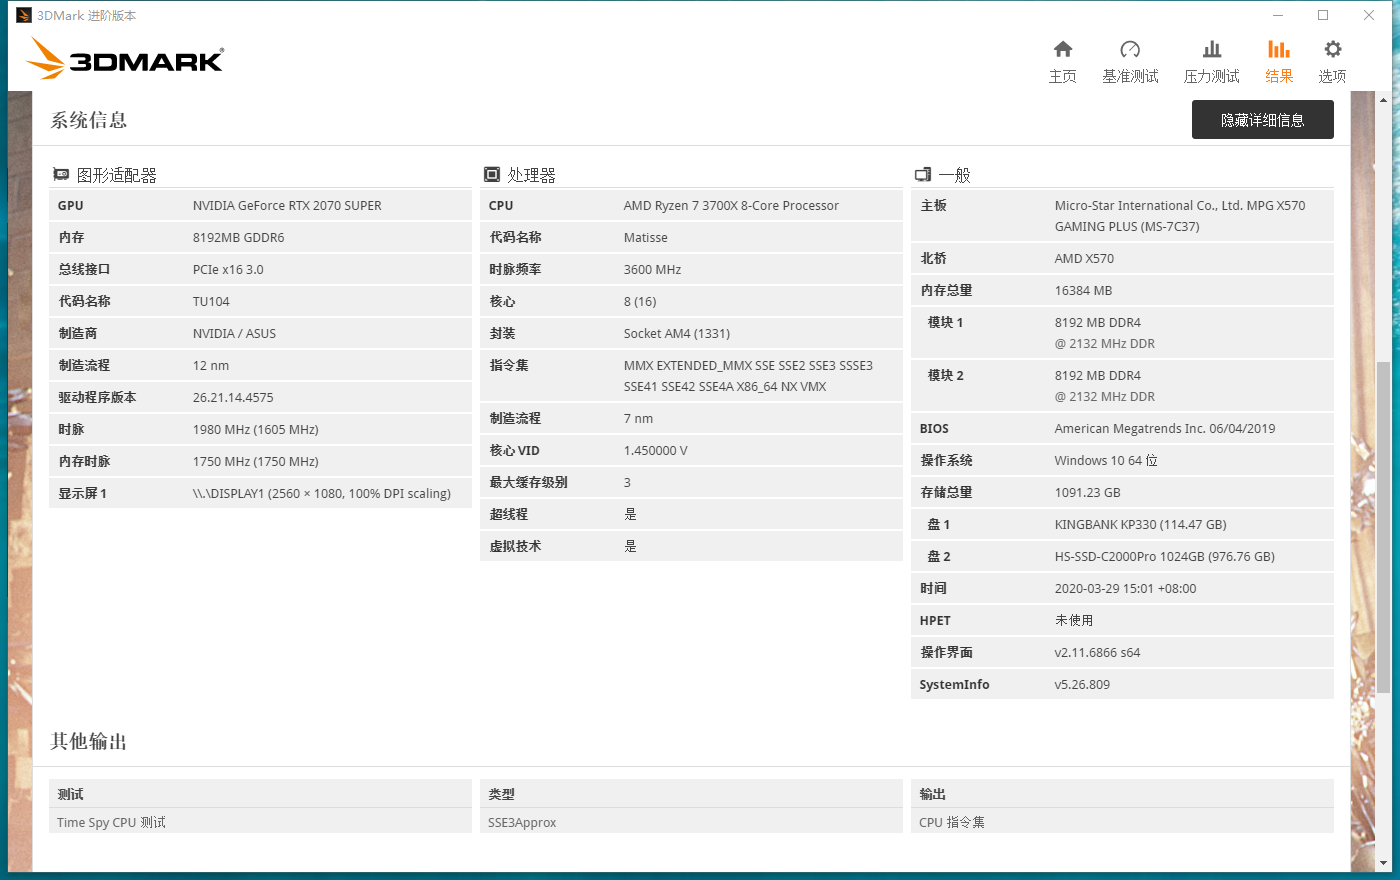 3DMark 进阶版本
3DMARK®
主页
基准测试
压力测试
结果
选项
系统信息
隐藏详细信息
图形适配器
GPU NVIDIA GeForce RTX 2070 SUPER
内存 8192MB GDDR6
总线接口 PCIe x16 3.0
代码名称 TU104
制造商 NVIDIA / ASUS
制造流程 12 nm
驱动程序版本 26.21.14.4575
时脉 1980 MHz (1605 MHz)
内存时脉 1750 MHz (1750 MHz)
显示屏 1 \\.\DISPLAY1 (2560 × 1080, 100% DPI scaling)
处理器
CPU AMD Ryzen 7 3700X 8-Core Processor
代码名称 Matisse
时脉频率 3600 MHz
核心 8 (16)
封装 Socket AM4 (1331)
指令集 MMX EXTENDED_MMX SSE SSE2 SSE3 SSSE3
SSE41 SSE42 SSE4A X86_64 NX VMX
制造流程 7 nm
核心 VID 1.450000 V
最大缓存级别 3
超线程 是
虚拟技术 是
一般
主板 Micro-Star International Co., Ltd. MPG X570
GAMING PLUS (MS-7C37)
北桥 AMD X570
内存总量 16384 MB
模块 1 8192 MB DDR4
@ 2132 MHz DDR
模块 2 8192 MB DDR4
@ 2132 MHz DDR
BIOS American Megatrends Inc. 06/04/2019
操作系统 Windows 10 64 位
存储总量 1091.23 GB
盘 1 KINGBANK KP330 (114.47 GB)
盘 2 HS-SSD-C2000Pro 1024GB (976.76 GB)
时间 2020-03-29 15:01 +08:00
HPET 未使用
操作界面 v2.11.6866 s64
SystemInfo v5.26.809
其他输出
测试 类型 输出
Time Spy CPU 测试 SSE3Approx CPU 指令集